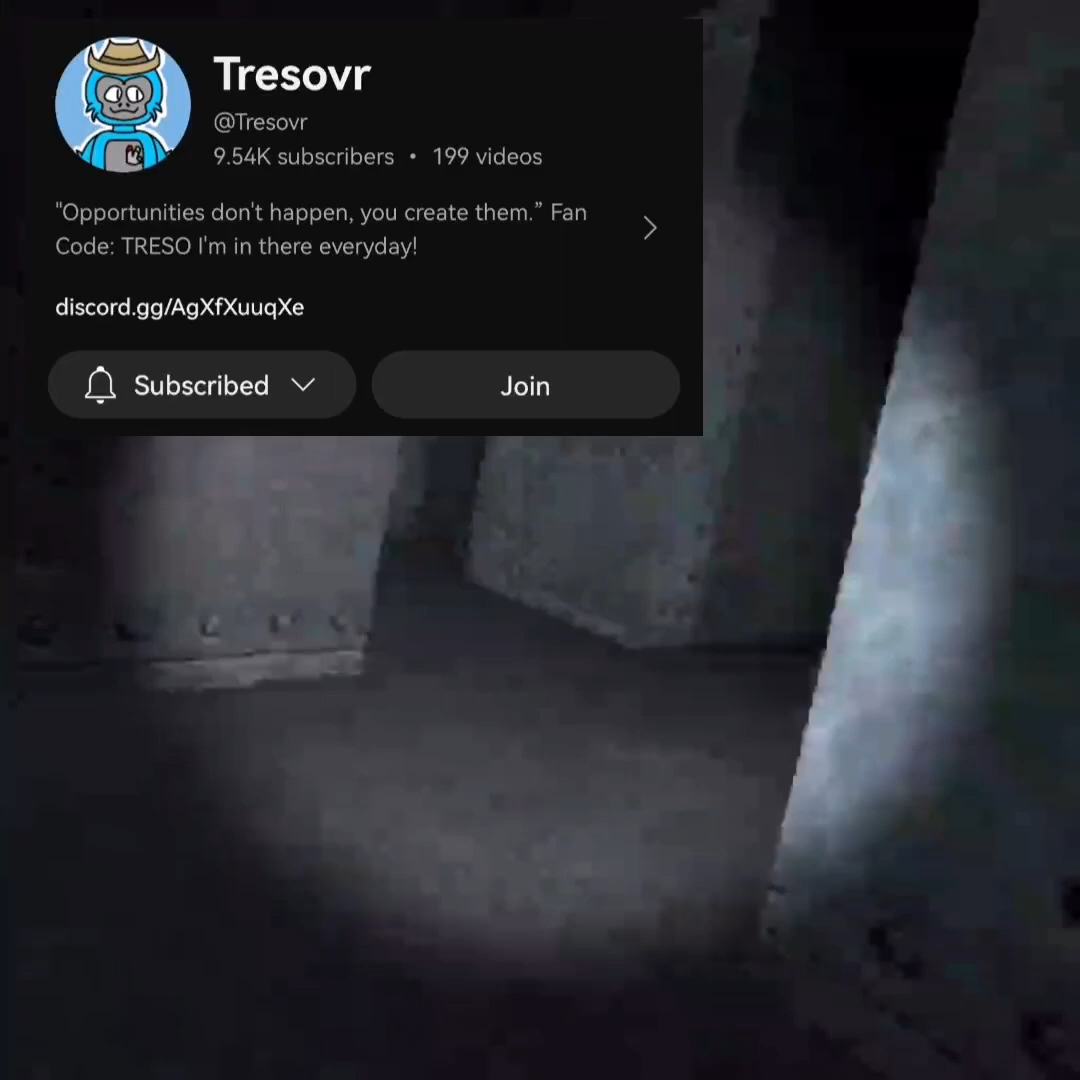 Tresovr
@Tresovr
9.54K subscribers • 199 videos
"Opportunities don't happen, you create them.” Fan
Code: TRESO I'm in there everyday!
discord.gg/AgXfXuuqXe
Subscribed
Join